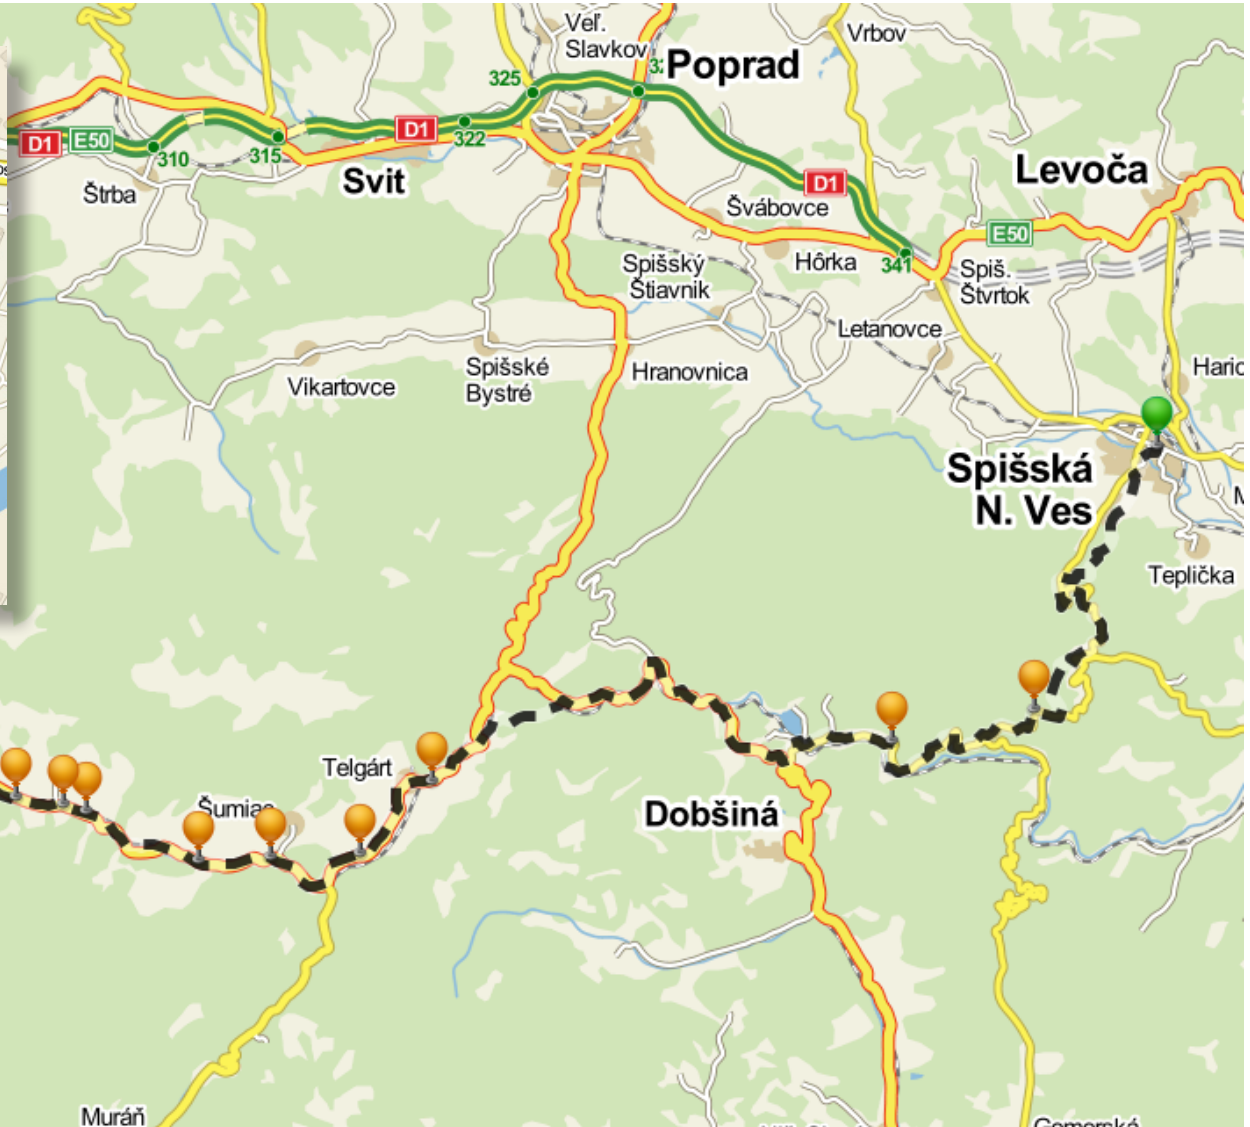 Veľ.
Slavkov
Vrbov
325
Poprad
D1
E50
310
315
D1
322
Štrba
Svit
Levoča
D1
Švábovce
E50
Hôrka
341
Spišský
Štiavnik
Spiš.
Štvrtok
Letanovce
Vikartovce
Spišské
Bystré
Hranovnica
Spišská
N. Ves
Teplička
Telgárt
Dobšiná
Muráň